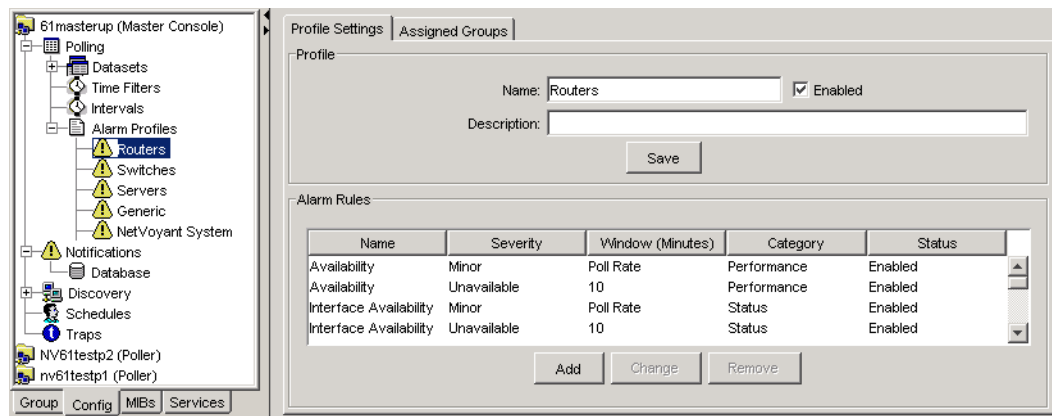 61masterup (Master Console)
Polling
Datasets
Time Filters
Intervals
Alarm Profiles
Routers
Switches
Servers
Generic
NetVoyant System
Notifications
Database
Discovery
Schedules
Traps
NV61testp2 (Poller)
nv61testp1 (Poller)
Group Config MIBs Services
Profile Settings Assigned Groups
Profile
Name: Routers Enabled
Description:
Save
Alarm Rules
Name Severity Window (Minutes) Category Status
Availability Minor Poll Rate Performance Enabled
Availability Unavailable 10 Performance Enabled
Interface Availability Minor Poll Rate Status Enabled
Interface Availability Unavailable 10 Status Enabled
Add Change Remove